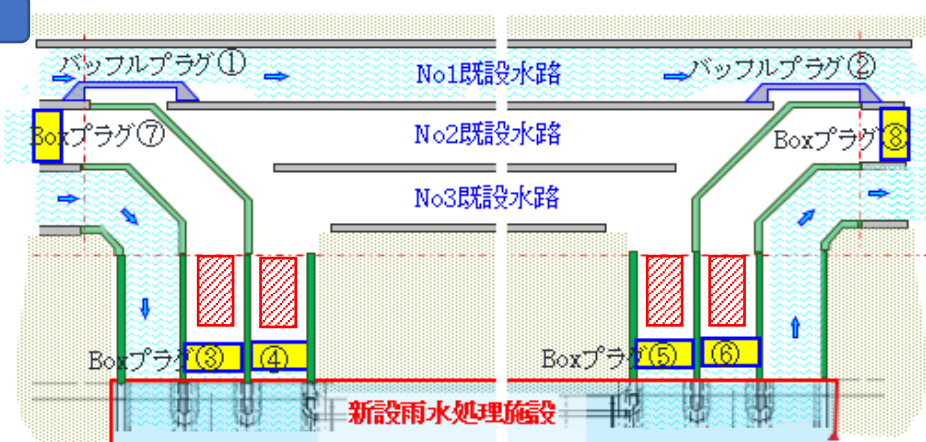 バッフルプラグ①
No1既設水路
バッフルプラグ②
Boxプラグ⑦
No2既設水路
Boxプラグ⑧
No3既設水路
Boxプラグ③
④
Boxプラグ⑤
⑥
新設雨水処理施設